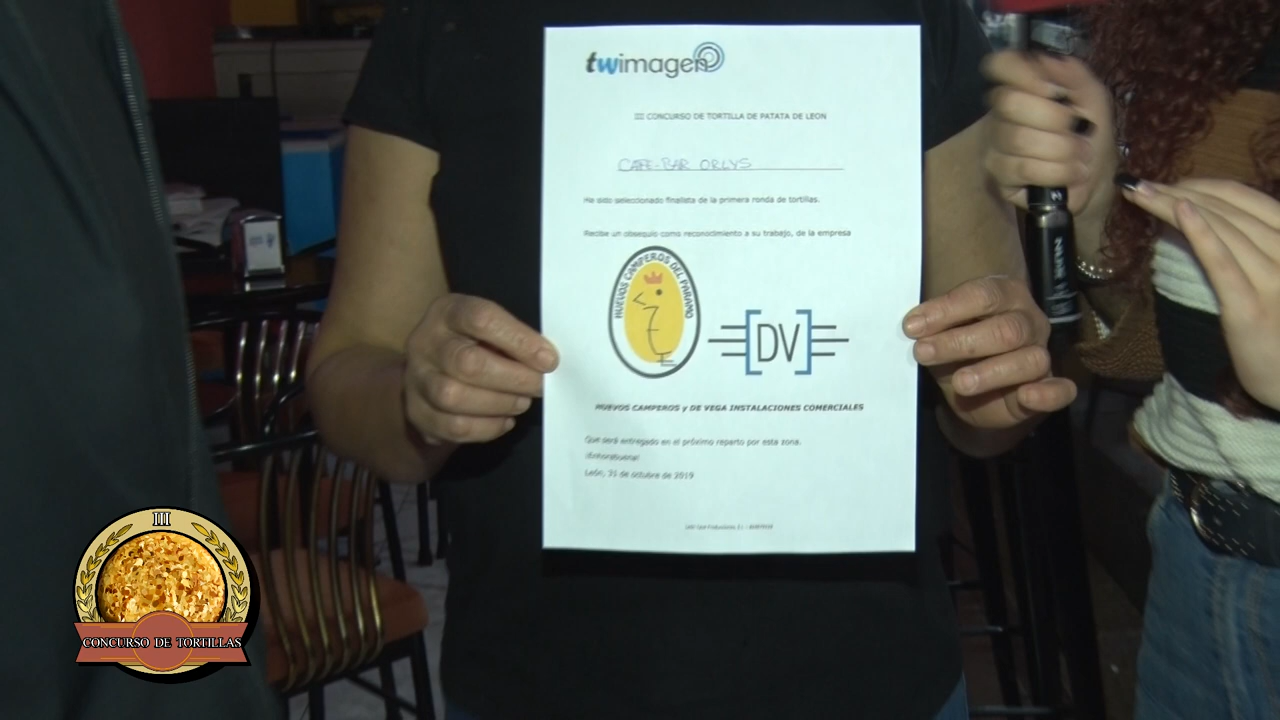 twimagen
III CONCURSO DE TORTILLA DE PATATA DE LEON
CAFE-BAR ORLYS
Ha sido seleccionado finalista de la primera ronda de tortillas.
Recibe un obsequio como reconocimiento a su trabajo, de la empresa
HUEVOS CAMPEROS DEL PARAMO
DV
HUEVOS CAMPEROS y DE VEGA INSTALACIONES COMERCIALES
Que será entregado en el próximo reparto por esta zona.
¡Enhorabuena!
León, 21 de octubre de 2019
III
CONCURSO DE TORTILLAS